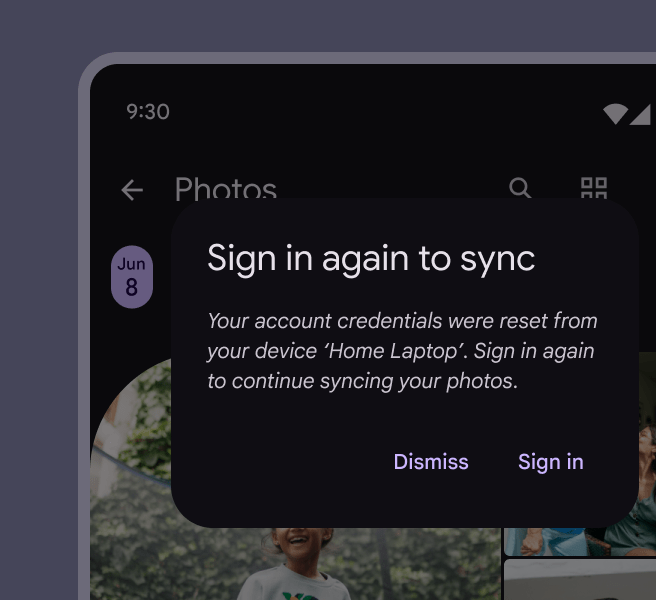 9:30
Photos
Jun
8
Sign in again to sync
Your account credentials were reset from
your device ‘Home Laptop’. Sign in again
to continue syncing your photos.
Dismiss
Sign in